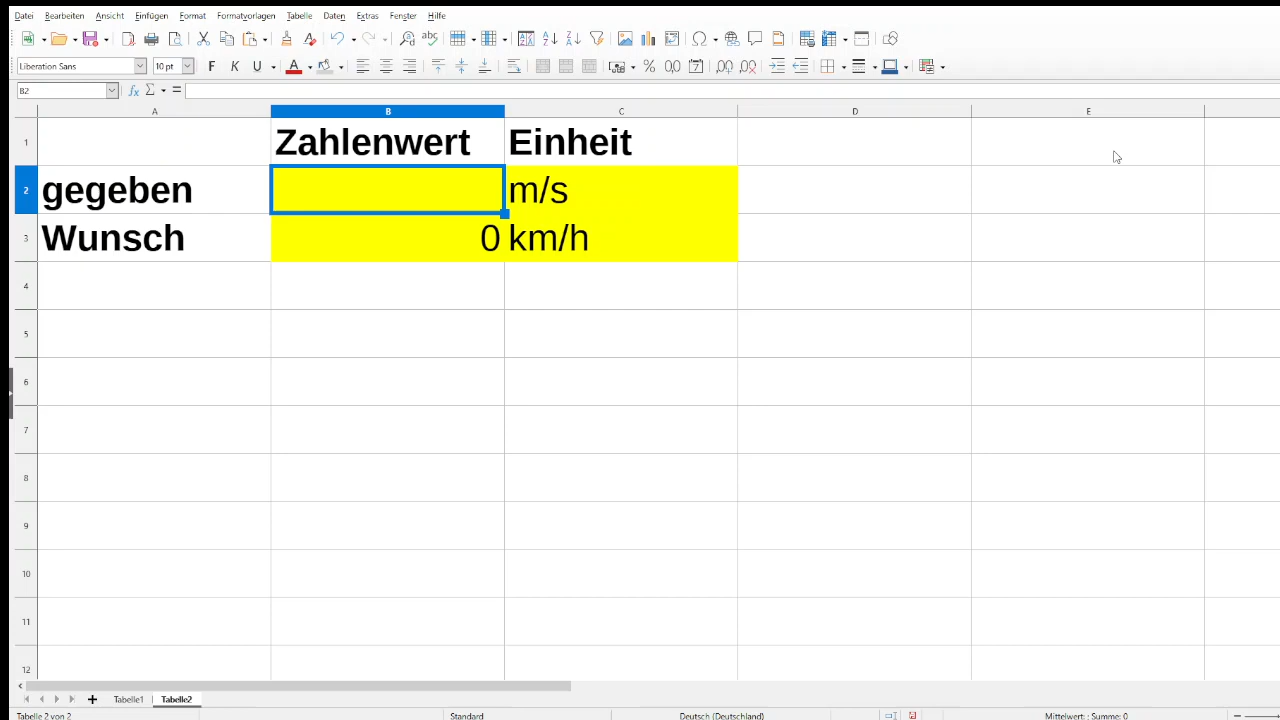 Datei Bearbeiten Ansicht Einfügen Format Formatvorlagen Tabelle Daten Extras Fenster Hilfe
Liberation Sans 10 pt F K U
B2
A B C D E
1 Zahlenwert Einheit
2 gegeben m/s
3 Wunsch 0 km/h
4
5
6
7
8
9
10
11
12
Tabelle1 Tabelle2
Tabelle 2 von 2 Standard Deutsch (Deutschland) Mittelwert: ; Summe: 0